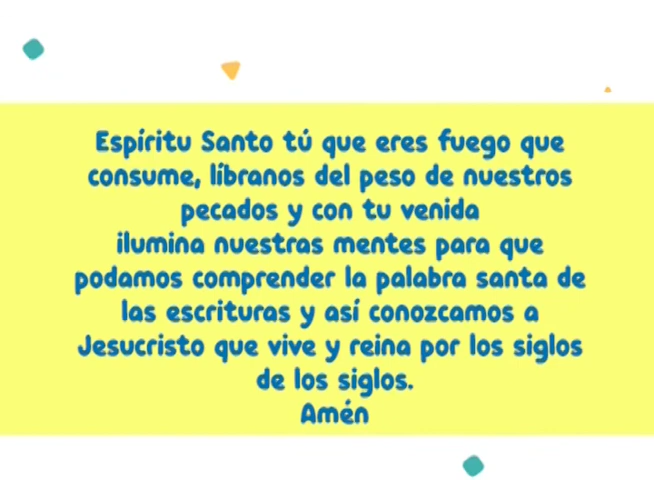 Espíritu Santo tú que eres fuego que
consume, líbranos del peso de nuestros
pecados y con tu venida
ilumina nuestras mentes para que
podamos comprender la palabra santa de
las escrituras y así conozcamos a
Jesucristo que vive y reina por los siglos
de los siglos.
Amén